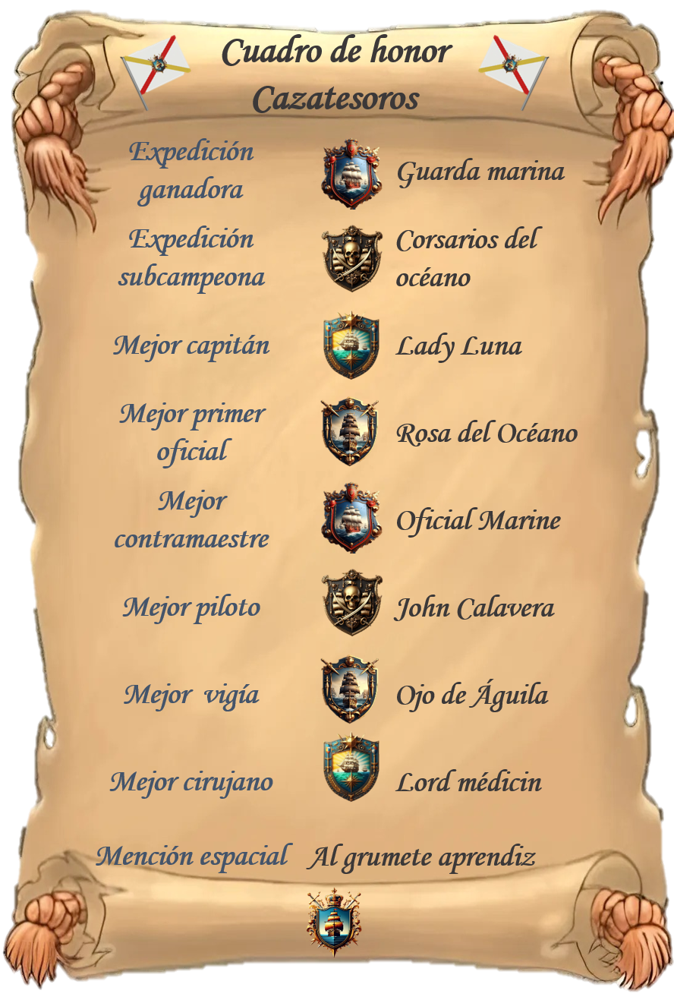 Cuadro de honor
Cazatesoros
Expedición
ganadora
Guarda marina
Expedición
subcampeona
Corsarios del
océano
Mejor capitán
Lady Luna
Mejor primer
oficial
Rosa del Océano
Mejor
contramaestre
Oficial Marine
Mejor piloto
John Calavera
Mejor vigía
Ojo de Águila
Mejor cirujano
Lord médicin
Mención espacial Al grumete aprendiz